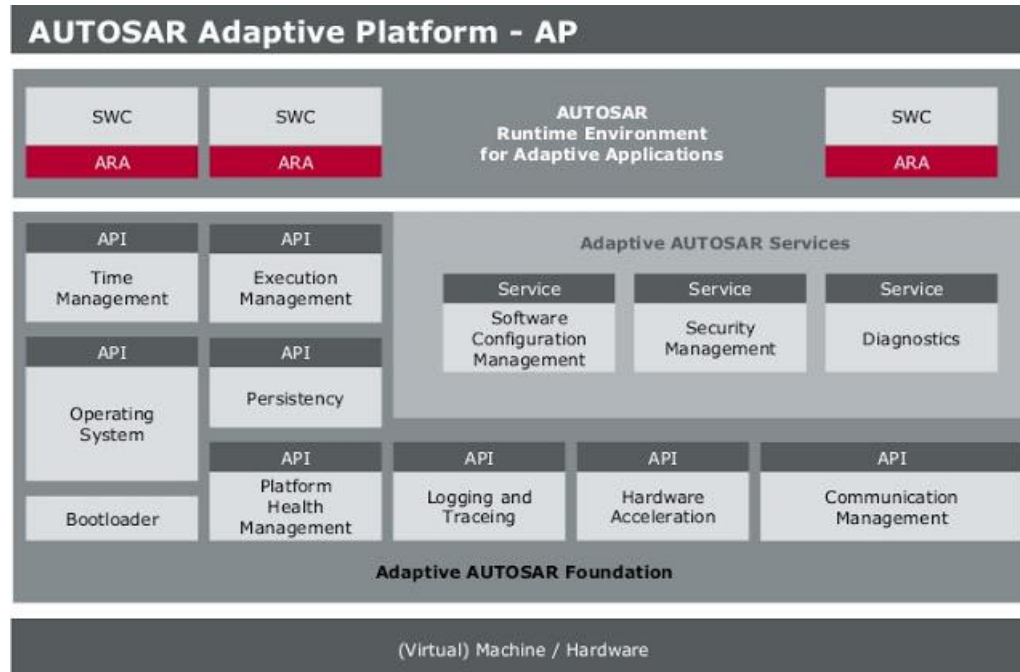 AUTOSAR Adaptive Platform - AP
SWC
ARA
SWC
ARA
AUTOSAR
Runtime Environment
for Adaptive Applications
SWC
ARA
API
Time
Management
API
Execution
Management
Adaptive AUTOSAR Services
Service
Software
Configuration
Management
Service
Security
Management
Service
Diagnostics
API
Operating
System
API
Persistency
Bootloader
API
Platform
Health
Management
API
Logging and
Traceing
API
Hardware
Acceleration
API
Communication
Management
Adaptive AUTOSAR Foundation
(Virtual) Machine / Hardware